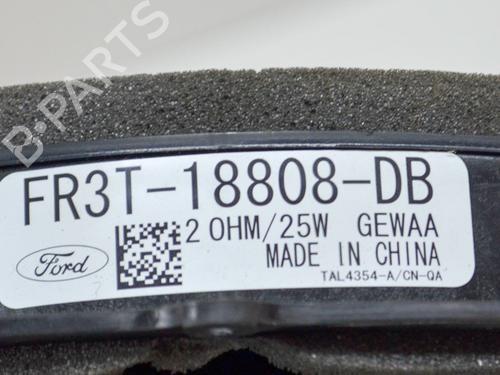 B-PARTS
FR3T-18808-DB
2 OHM/25W GEWAA
Ford
MADE IN CHINA
TAL4354-A/CN-QA